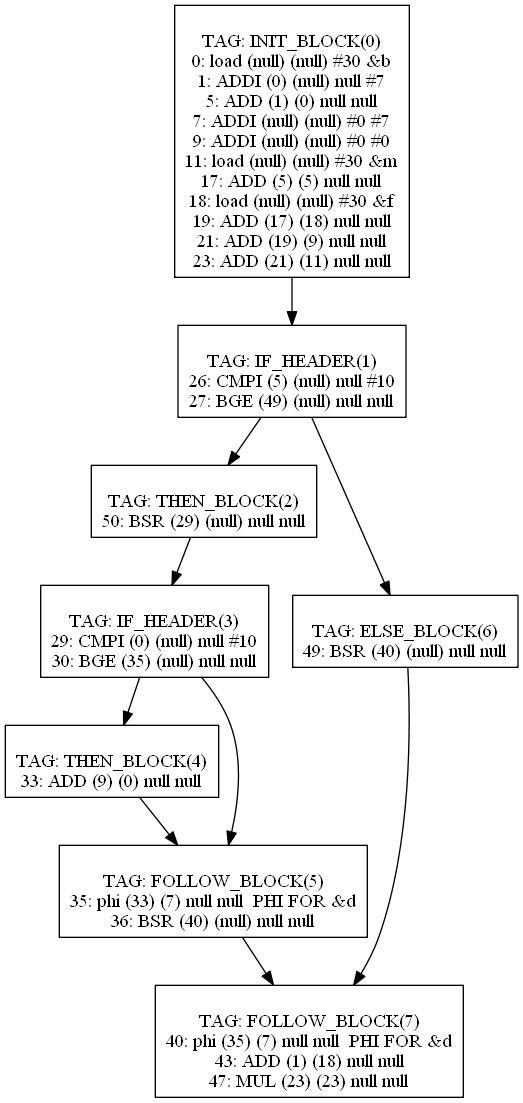 TAG: INIT_BLOCK(0)
0: load (null) (null) #30 &b
1: ADDI (0) (null) null #7
5: ADD (1) (0) null null
7: ADDI (null) (null) #0 #7
9: ADDI (null) (null) #0 #0
11: load (null) (null) #30 &m
17: ADD (5) (5) null null
18: load (null) (null) #30 &f
19: ADD (17) (18) null null
21: ADD (19) (9) null null
23: ADD (21) (11) null null
TAG: IF_HEADER(1)
26: CMPI (5) (null) null #10
27: BGE (49) (null) null null
TAG: THEN_BLOCK(2)
50: BSR (29) (null) null null
TAG: IF_HEADER(3)
29: CMPI (0) (null) null #10
30: BGE (35) (null) null null
TAG: ELSE_BLOCK(6)
49: BSR (40) (null) null null
TAG: THEN_BLOCK(4)
33: ADD (9) (0) null null
TAG: FOLLOW_BLOCK(5)
35: phi (33) (7) null null  PHI FOR &d
36: BSR (40) (null) null null
TAG: FOLLOW_BLOCK(7)
40: phi (35) (7) null null  PHI FOR &d
43: ADD (1) (18) null null
47: MUL (23) (23) null null